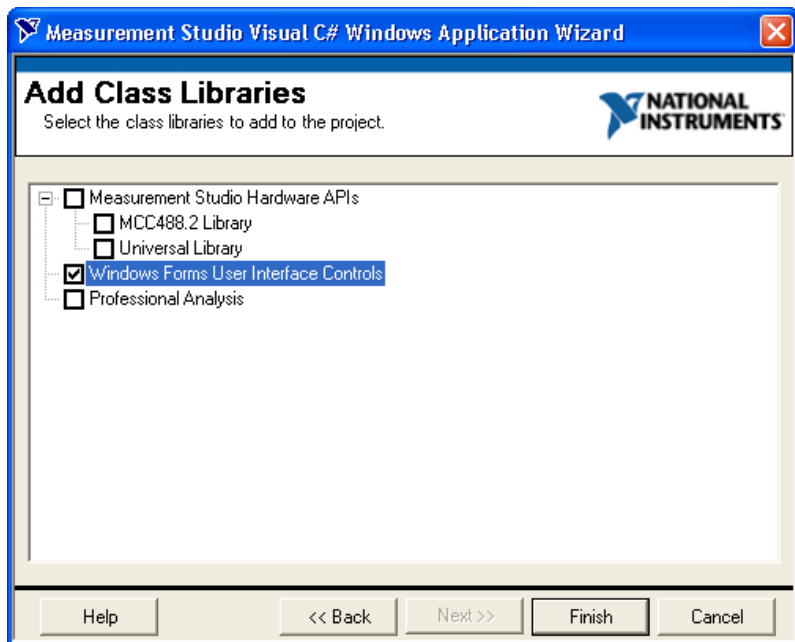 Measurement Studio Visual C# Windows Application Wizard
Add Class Libraries
Select the class libraries to add to the project.
NATIONAL
INSTRUMENTS
Measurement Studio Hardware APIs
MCC488.2 Library
Universal Library
Windows Forms User Interface Controls
Professional Analysis
Help
<< Back
Next >>
Finish
Cancel